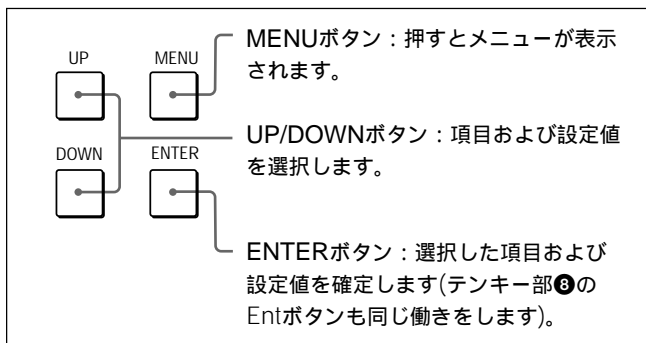 UP
MENU
DOWN
ENTER
MENUボタン：押すとメニューが表示
されます。
UP/DOWNボタン：項目および設定値
を選択します。
ENTERボタン：選択した項目および
設定値を確定します(テンキー部❽の
Entボタンも同じ働きをします)。